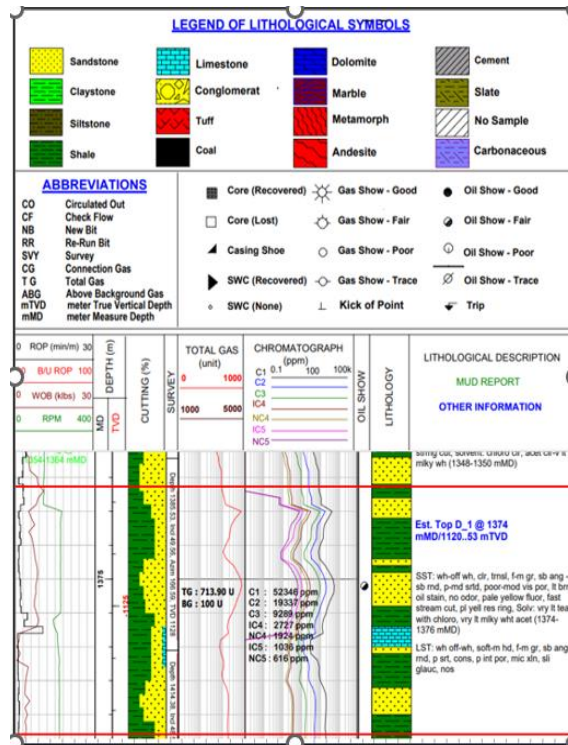 LEGEND OF LITHOLOGICAL SYMBOLS
Sandstone
Limestone
Dolomite
Cement
Claystone
Conglomerat
Marble
Slate
Siltstone
Tuff
Metamorph
No Sample
Shale
Coal
Andesite
Carbonaceous
ABBREVIATIONS
CO Circulated Out
CF Check Flow
NB New Bit
RR Re-Run Bit
SVY Survey
CG Connection Gas
T G Total Gas
ABG Above Background Gas
mTVD meter True Vertical Depth
mMD meter Measure Depth
Core (Recovered) Gas Show - Good Oil Show - Good
Core (Lost) Gas Show - Fair Oil Show - Fair
Casing Shoe Gas Show - Poor Oil Show - Poor
SWC (Recovered) Gas Show - Trace Oil Show - Trace
SWC (None) Kick of Point Trip
0 ROP (min/m) 30
B/U ROP 100
0 WOB (klbs) 30
0 RPM 400
DEPTH (m)
MD
TVD
CUTTING (%)
SURVEY
TOTAL GAS
(unit)
0 1000
1000 5000
CHROMATOGRAPH
(ppm)
C1 0.1 100 100k
C2
C3
IC4
NC4
IC5
NC5
OIL SHOW
LITHOLOGY
LITHOLOGICAL DESCRIPTION
MUD REPORT
OTHER INFORMATION
1354-1364 mMD
1375
-1125
TG : 713.90 U
BG : 100 U
C1 : 52346 ppm
C2 : 19337 ppm
C3 : 9289 ppm
IC4 : 2727 ppm
NC4 : 1924 ppm
IC5 : 1036 ppm
NC5 : 616 ppm
mlky wh (1348-1350 mMD)
Est. Top D_1 @ 1374
mMD/1120..53 mTVD
SST: wh-off wh, clr, trnsl, f-m gr, sb ang -
sb rnd, p-md srtd, poor-mod vis por, lt brn
oil stain, no odor, pale yellow fluor, fast
stream cut, pl yell res ring, Solv: vry lt tea
with chloro, vry lt mlky wht acet (1374-
1376 mMD)
LST: wh off-wh, soft-m hd, f-m gr, sb ang
rnd, p srt, cons, p int por, mic xln, sli
glauc, nos